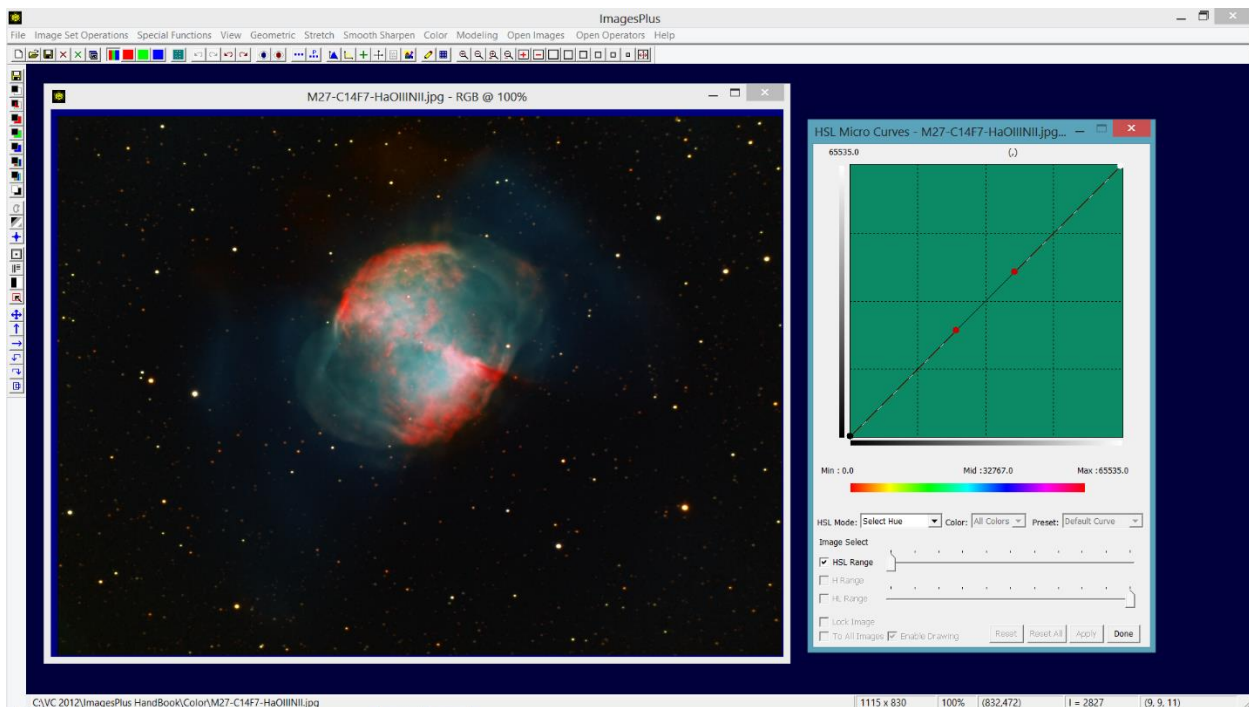 ImagesPlus
File Image Set Operations Special Functions View Geometric Stretch Smooth Sharpen Color Modeling Open Images Open Operators Help
M27-C14F7-HaOIIINII.jpg - RGB @ 100%
HSL Micro Curves - M27-C14F7-HaOIIINII.jpg...
65535.0 (,)
Min : 0.0 Mid :32767.0 Max :65535.0
HSL Mode: Select Hue Color: All Colors Preset: Default Curve
Image Select
HSL Range
H Range
HL Range
Lock Image
To All Images Enable Drawing Reset Reset All Apply Done
C:\VC 2012\ImagesPlus HandBook\Color\M27-C14F7-HaOIIINII.jpg 1115 x 830 100% (832,472) I = 2827 (9, 9, 11)